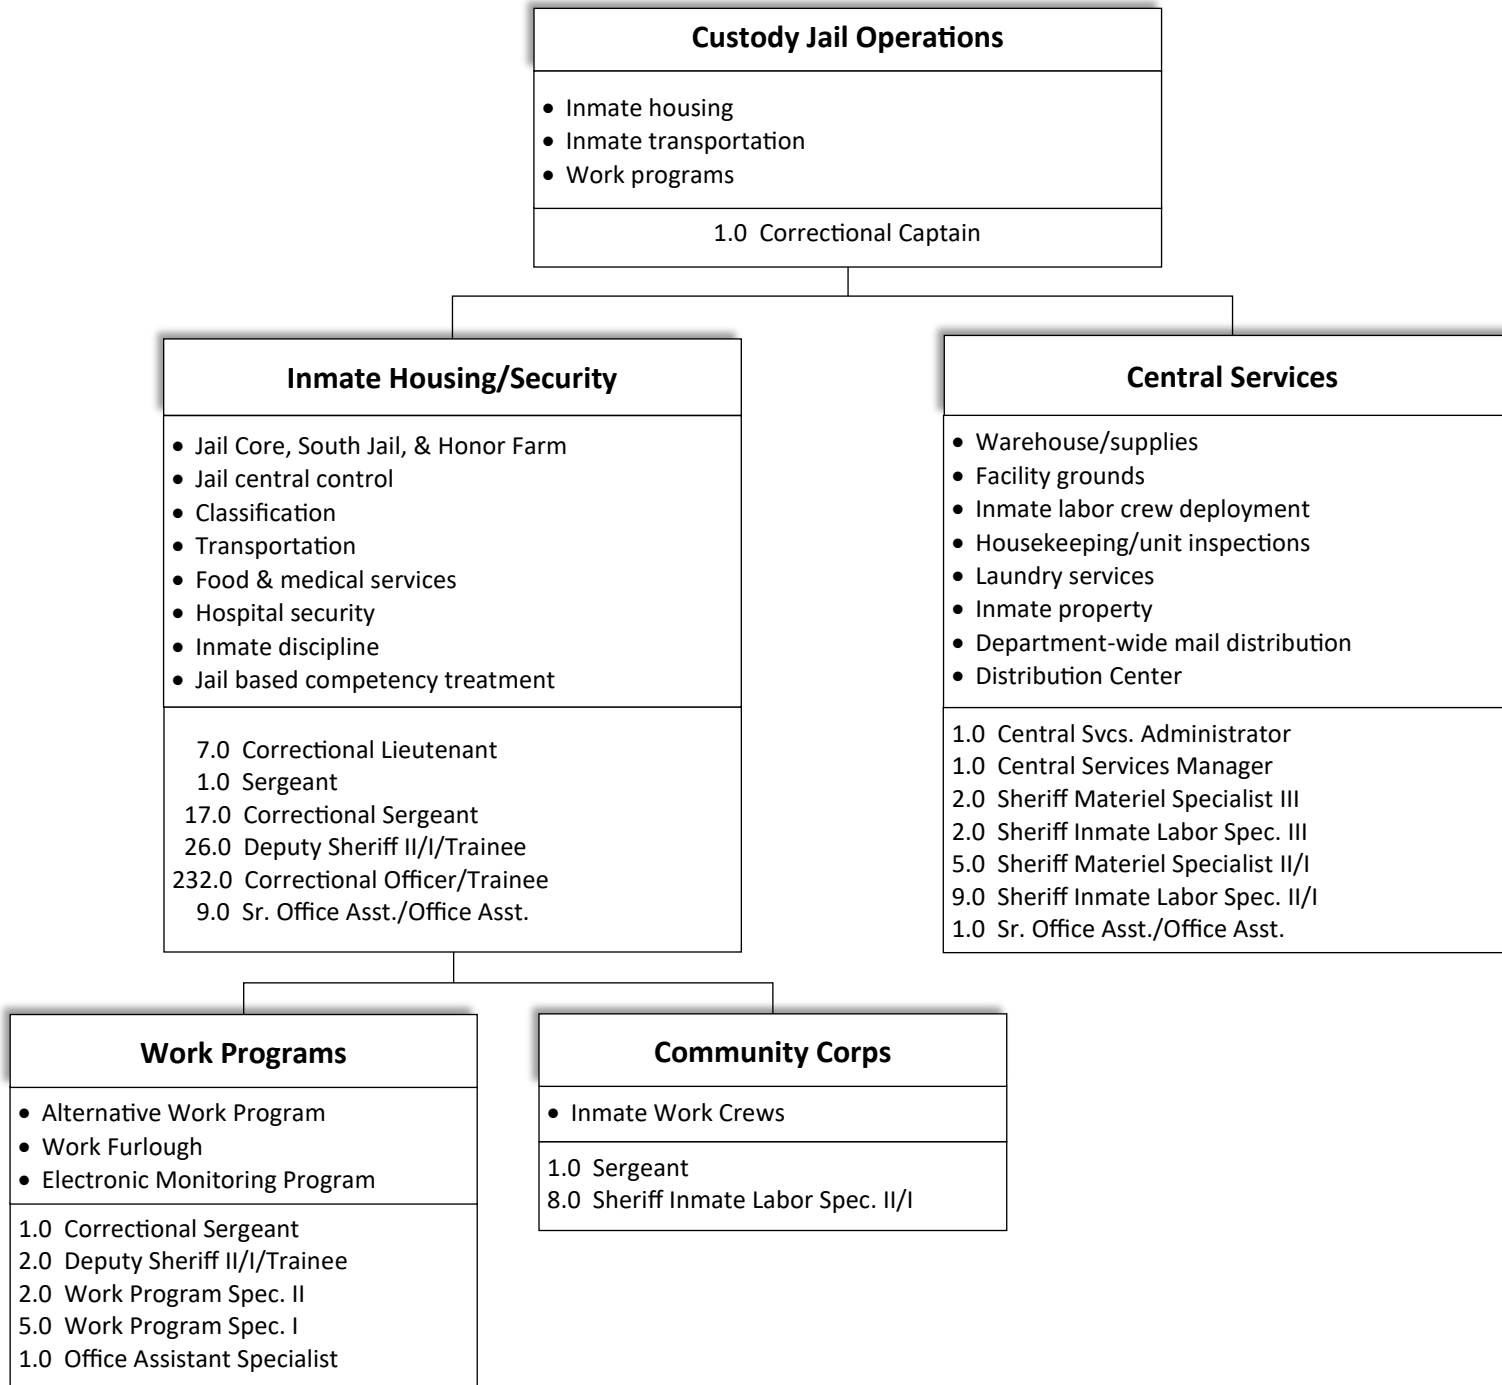 Custody Jail Operations
• Inmate housing
• Inmate transportation
• Work programs
1.0 Correctional Captain
Inmate Housing/Security
• Jail Core, South Jail, & Honor Farm
• Jail central control
• Classification
• Transportation
• Food & medical services
• Hospital security
• Inmate discipline
• Jail based competency treatment
7.0 Correctional Lieutenant
1.0 Sergeant
17.0 Correctional Sergeant
26.0 Deputy Sheriff II/I/Trainee
232.0 Correctional Officer/Trainee
9.0 Sr. Office Asst./Office Asst.
Central Services
• Warehouse/supplies
• Facility grounds
• Inmate labor crew deployment
• Housekeeping/unit inspections
• Laundry services
• Inmate property
• Department-wide mail distribution
• Distribution Center
1.0 Central Svcs. Administrator
1.0 Central Services Manager
2.0 Sheriff Materiel Specialist III
2.0 Sheriff Inmate Labor Spec. III
5.0 Sheriff Materiel Specialist II/I
9.0 Sheriff Inmate Labor Spec. II/I
1.0 Sr. Office Asst./Office Asst.
Work Programs
• Alternative Work Program
• Work Furlough
• Electronic Monitoring Program
1.0 Correctional Sergeant
2.0 Deputy Sheriff II/I/Trainee
2.0 Work Program Spec. II
5.0 Work Program Spec. I
1.0 Office Assistant Specialist
Community Corps
• Inmate Work Crews
1.0 Sergeant
8.0 Sheriff Inmate Labor Spec. II/I